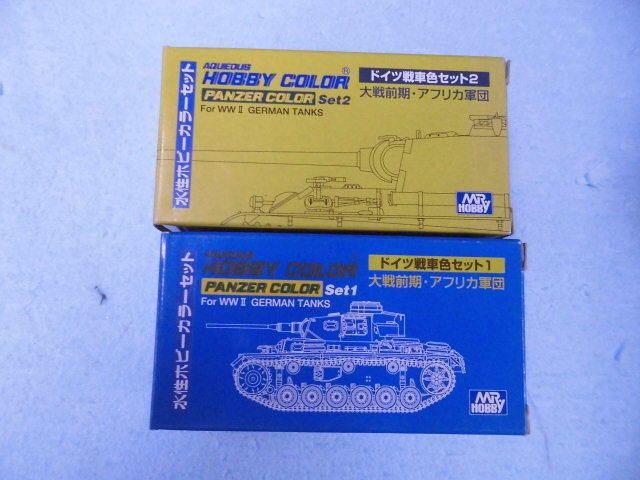 水性ホビーカラーセット
AQUEOUS
HOBBY COLOR®
PANZER COLOR Set2
For WW II GERMAN TANKS
ドイツ戦車色セット2
大戦前期・アフリカ軍団
MR
HOBBY
水性ホビーカラーセット
AQUEOUS
HOBBY COLOR®
PANZER COLOR Set1
For WW II GERMAN TANKS
ドイツ戦車色セット1
大戦前期・アフリカ軍団
MR
HOBBY